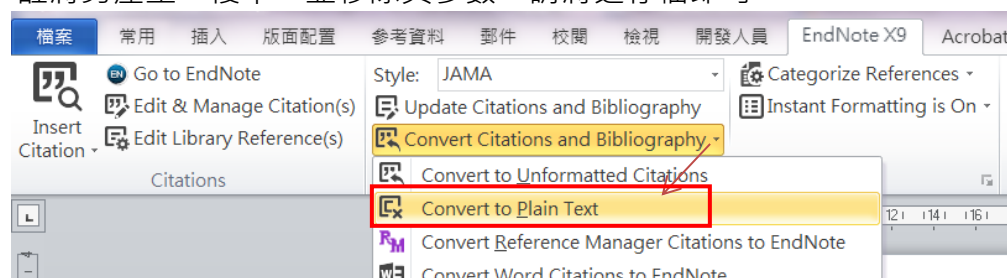 檔案 常用 插入 版面配置 參考資料 郵件 校閱 檢視 開發人員 EndNote X9 Acrobat
Go to EndNote
Edit & Manage Citation(s)
Edit Library Reference(s)
Insert
Citation
Citations
Style: JAMA
Update Citations and Bibliography
Convert Citations and Bibliography
Categorize References
Instant Formatting is On
Convert to Unformatted Citations
Convert to Plain Text
Convert Reference Manager Citations to EndNote
Convert Word Citations to EndNote
12 14 16